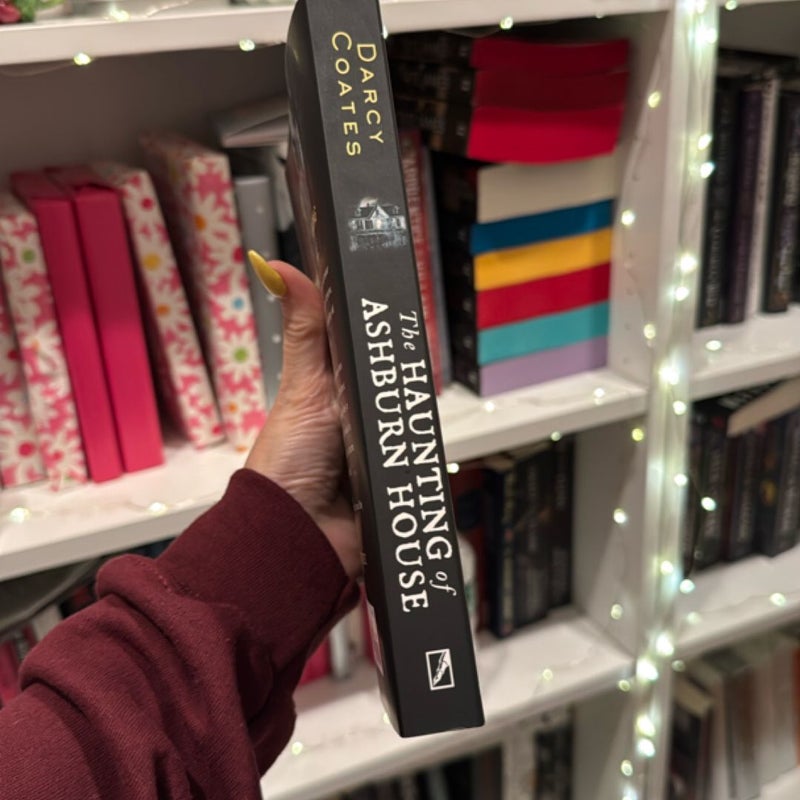 DARCY
COATES
The HAUNTING of
ASHBURN HOUSE